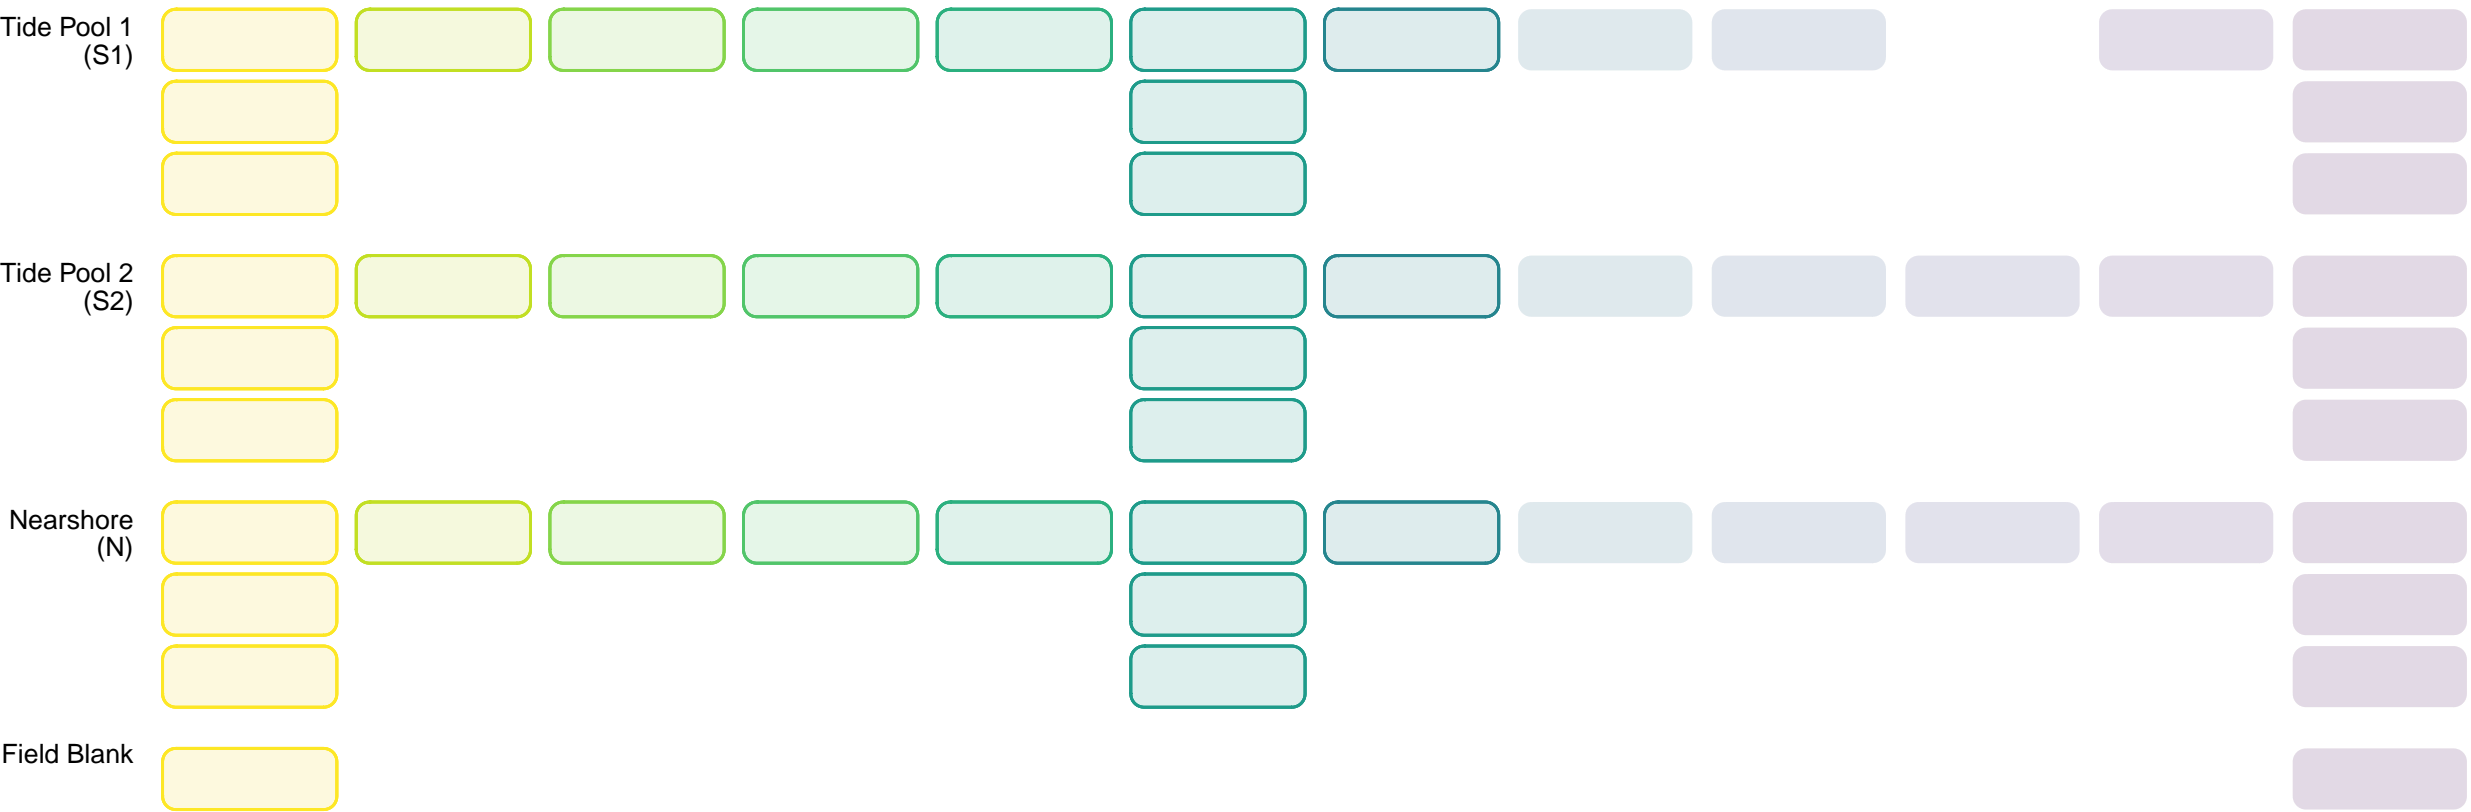 Tide Pool 1
(S1)
Tide Pool 2
(S2)
Nearshore
(N)
Field Blank